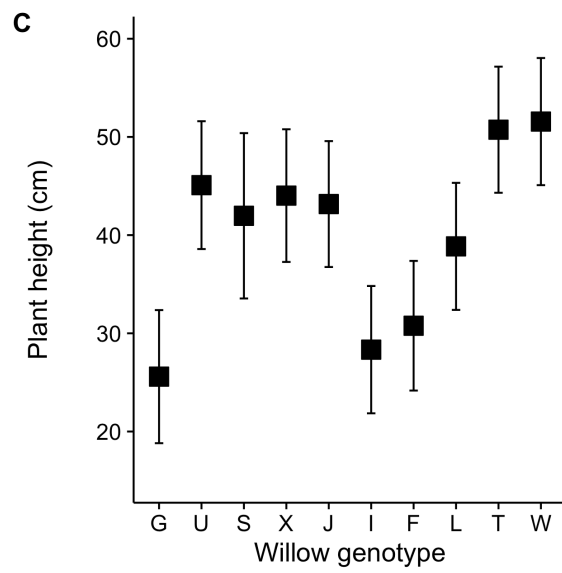 C
Plant height (cm)
60
50
40
30
20
G U S X J I F L T W
Willow genotype